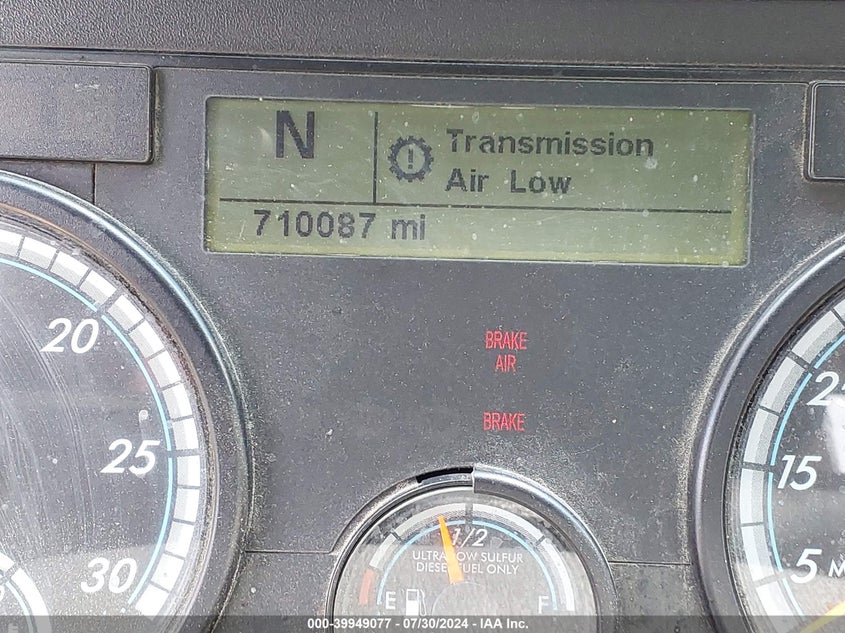 N
Transmission
Air Low
710087 mi
BRAKE
AIR
BRAKE
20
25
30
1/2
ULTRA LOW SULFUR
DIESEL FUEL ONLY
E
F
15
5
000-39949077 - 07/30/2024 - IAA Inc.